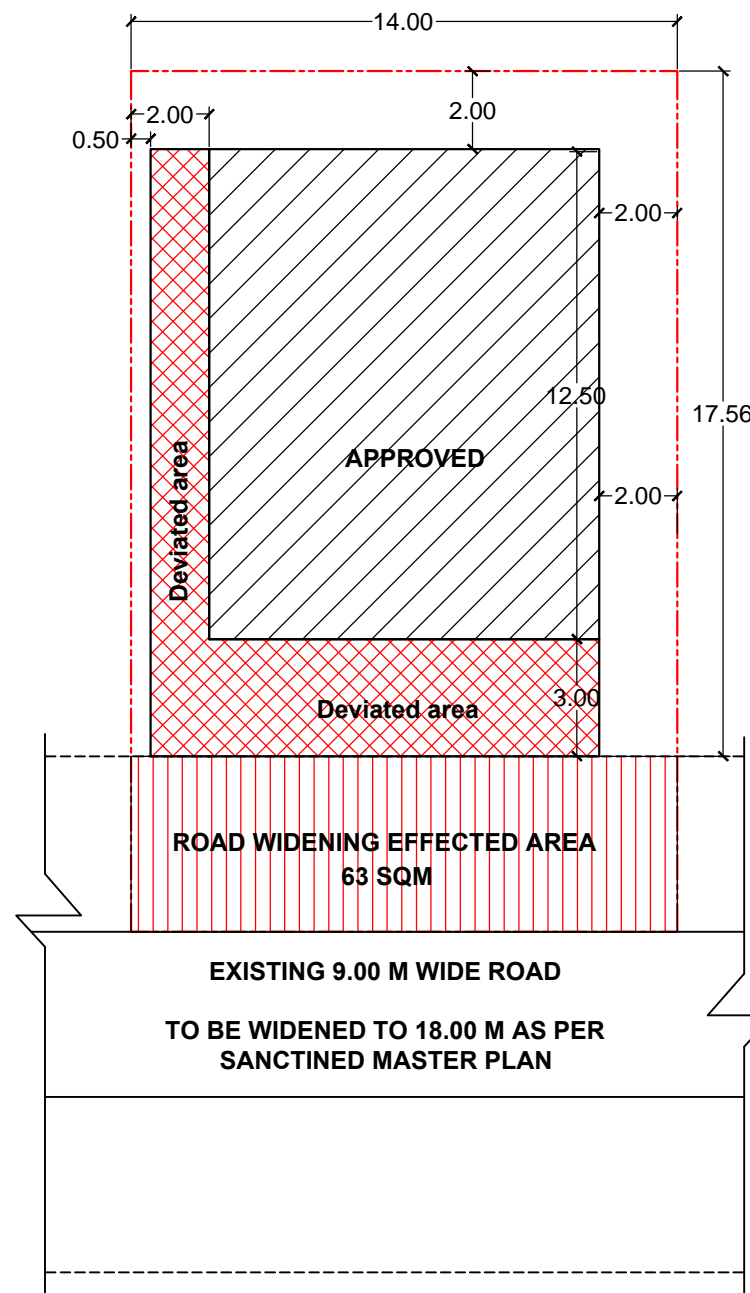 14.00
2.00
2.00
0.50
2.00
12.50
17.56
APPROVED
2.00
Deviated area
3.00
Deviated area
ROAD WIDENING EFFECTED AREA
63 SQM
EXISTING 9.00 M WIDE ROAD
TO BE WIDENED TO 18.00 M AS PER
SANCTINED MASTER PLAN